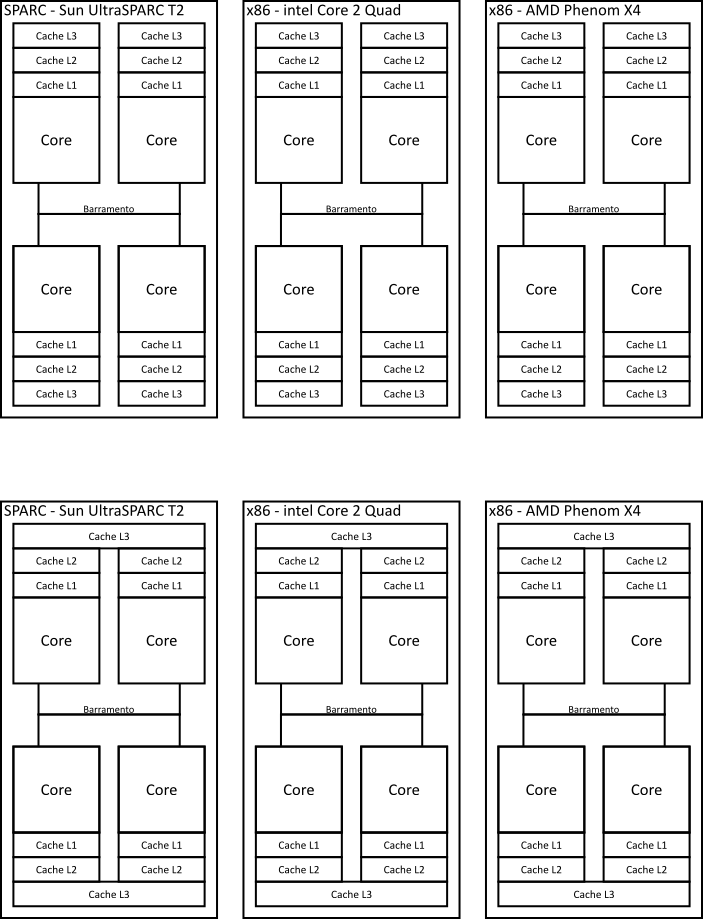 SPARC - Sun UltraSPARC T2
x86 - intel Core 2 Quad
x86 - AMD Phenom X4
Cache L3 Cache L3 Cache L3 Cache L3 Cache L3 Cache L3
Cache L2 Cache L2 Cache L2 Cache L2 Cache L2 Cache L2
Cache L1 Cache L1 Cache L1 Cache L1 Cache L1 Cache L1
Core Core Core Core Core Core
Barramento Barramento Barramento
Core Core Core Core Core Core
Cache L1 Cache L1 Cache L1 Cache L1 Cache L1 Cache L1
Cache L2 Cache L2 Cache L2 Cache L2 Cache L2 Cache L2
Cache L3 Cache L3 Cache L3 Cache L3 Cache L3 Cache L3
SPARC - Sun UltraSPARC T2
x86 - intel Core 2 Quad
x86 - AMD Phenom X4
Cache L3 Cache L3 Cache L3
Cache L2 Cache L2 Cache L2 Cache L2 Cache L2 Cache L2
Cache L1 Cache L1 Cache L1 Cache L1 Cache L1 Cache L1
Core Core Core Core Core Core
Barramento Barramento Barramento
Core Core Core Core Core Core
Cache L1 Cache L1 Cache L1 Cache L1 Cache L1 Cache L1
Cache L2 Cache L2 Cache L2 Cache L2 Cache L2 Cache L2
Cache L3 Cache L3 Cache L3